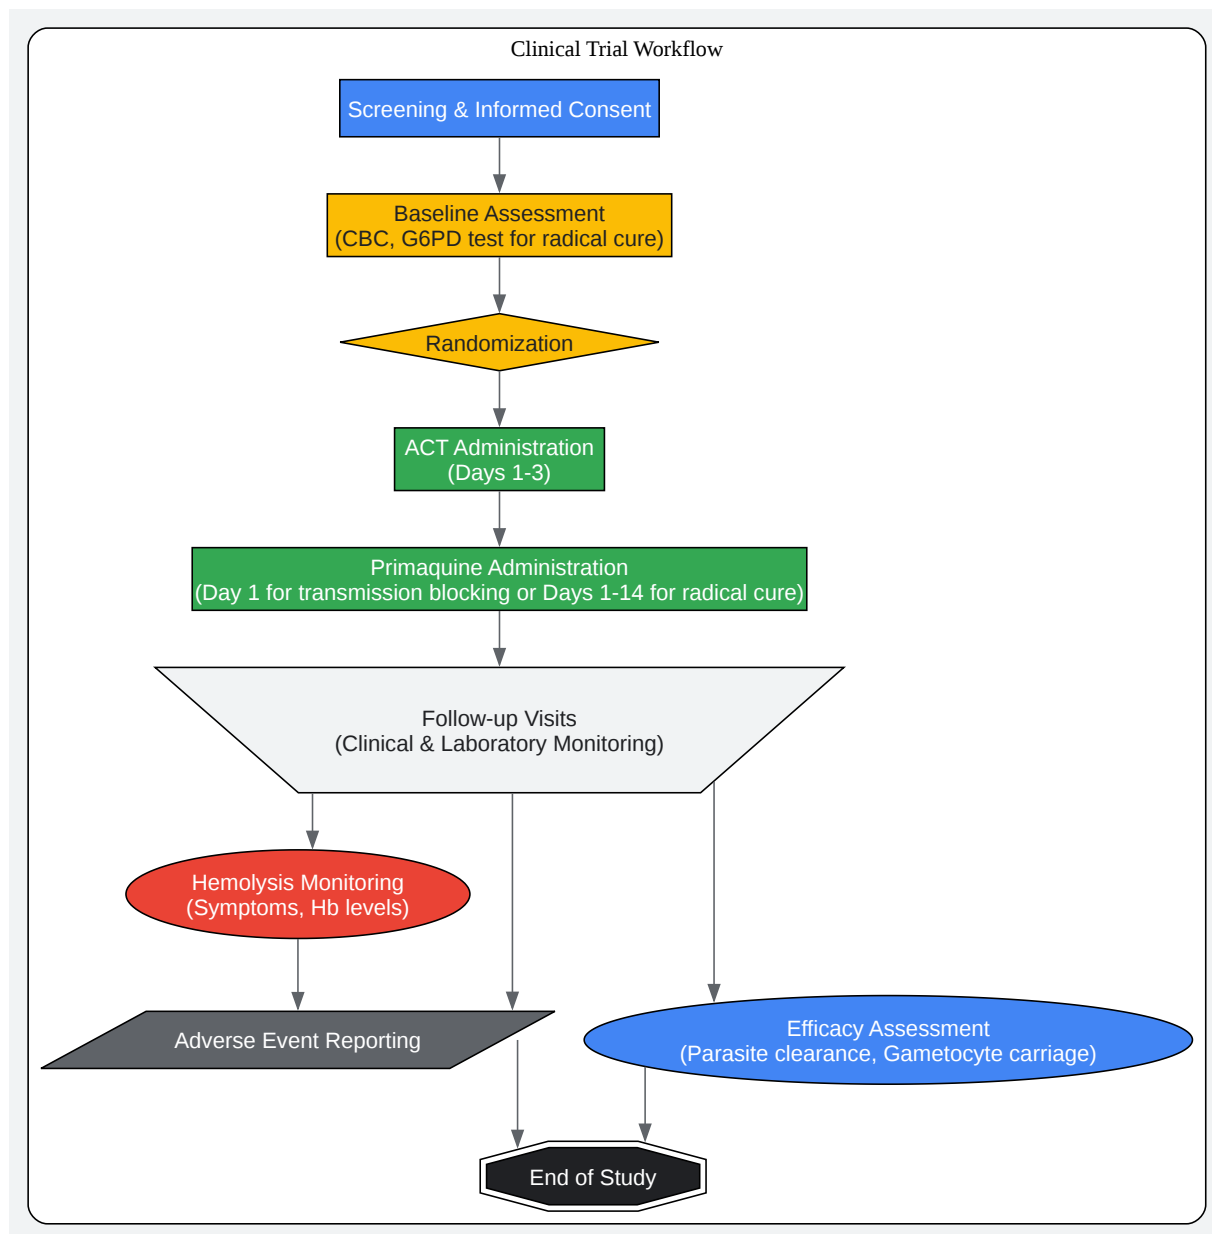 Clinical Trial Workflow
Screening & Informed Consent
Baseline Assessment
(CBC, G6PD test for radical cure)
Randomization
ACT Administration
(Days 1-3)
Primaquine Administration
(Day 1 for transmission blocking or Days 1-14 for radical cure)
Follow-up Visits
(Clinical & Laboratory Monitoring)
Hemolysis Monitoring
(Symptoms, Hb levels)
Adverse Event Reporting
Efficacy Assessment
(Parasite clearance, Gametocyte carriage)
End of Study